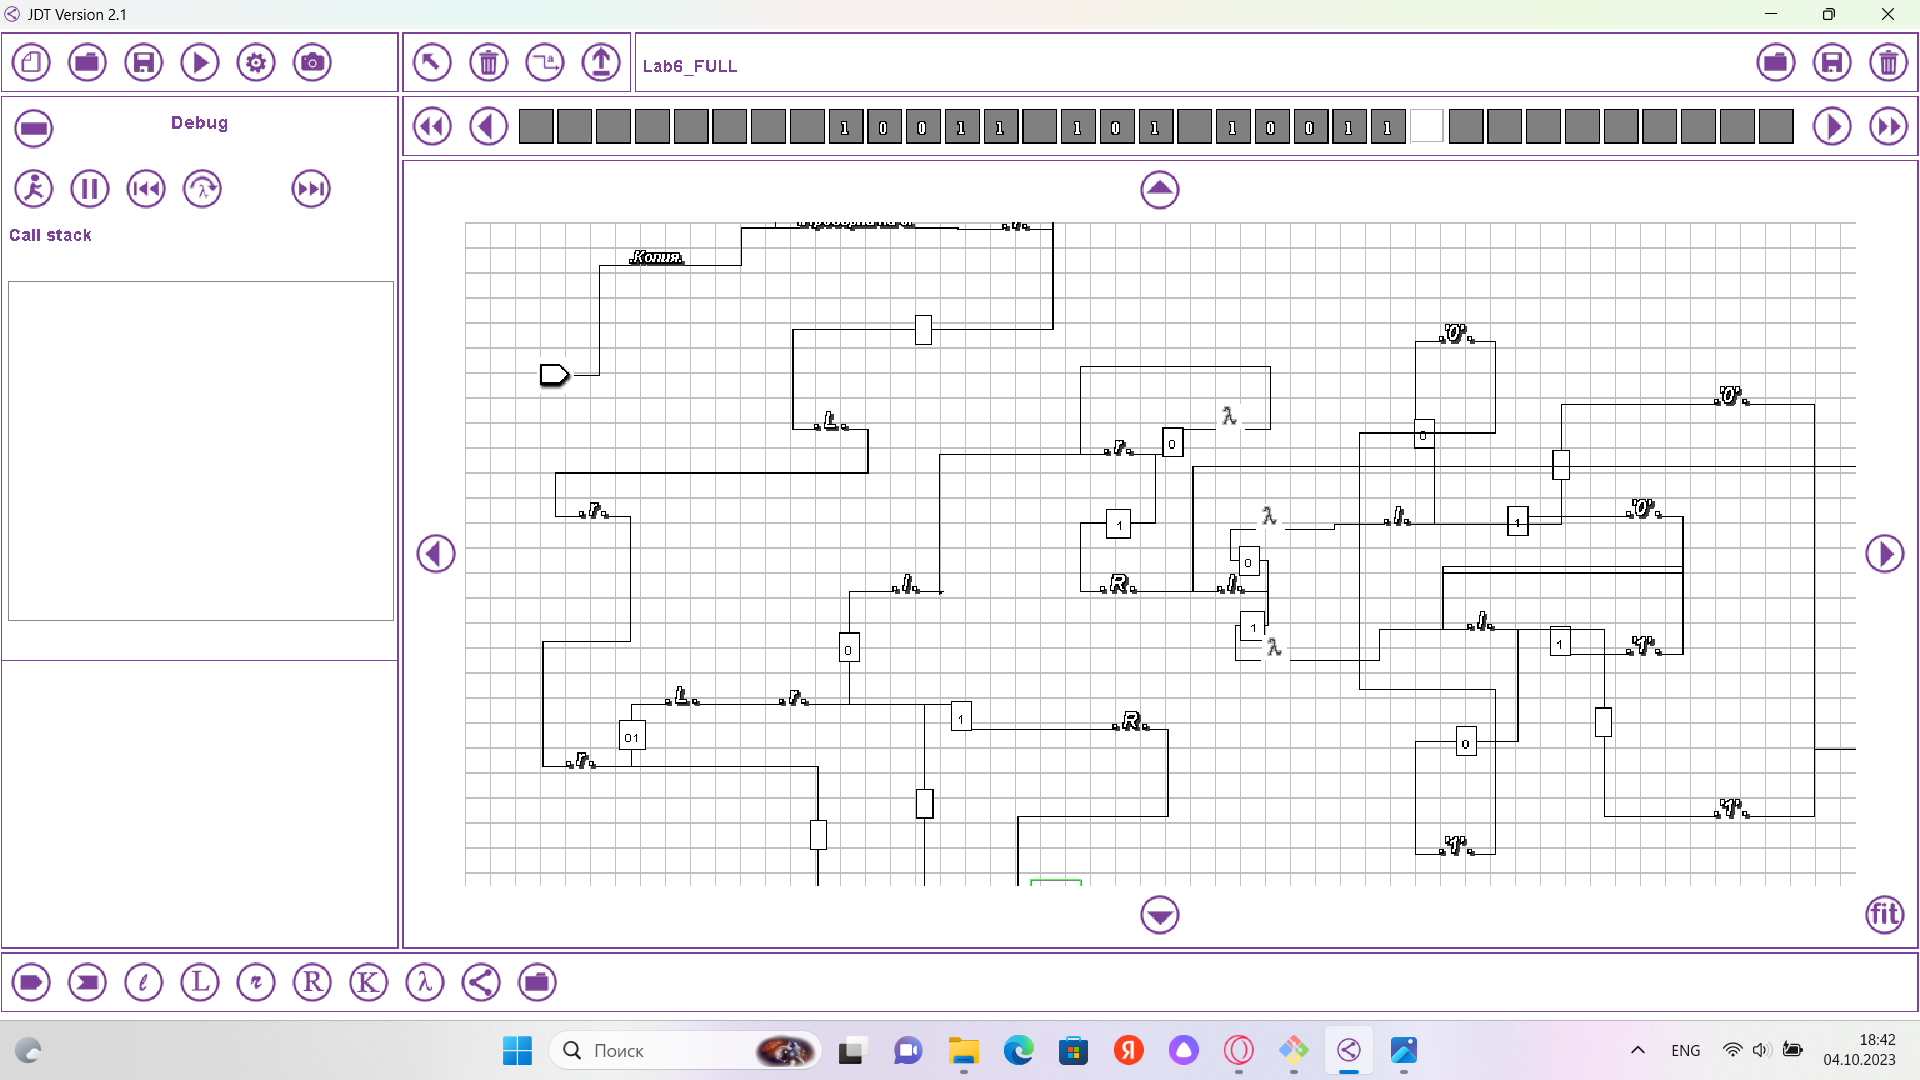 JDT Version 2.1
Lab6_FULL
Debug
1 0 0 1 1 1 0 1 1 0 0 1 1
Call stack
.Копия.
.r.
.L.
.r.
.l.
.r.
0
λ
1
.R.
.l.
λ
0
1
λ
'0'
0
.l.
1
'0'
'0'
.l.
1
'1'
0
'1'
'1'
0
.L.
.r.
01
.r.
1
.R.
fit
l L r R K λ
Поиск
ENG
18:42
04.10.2023